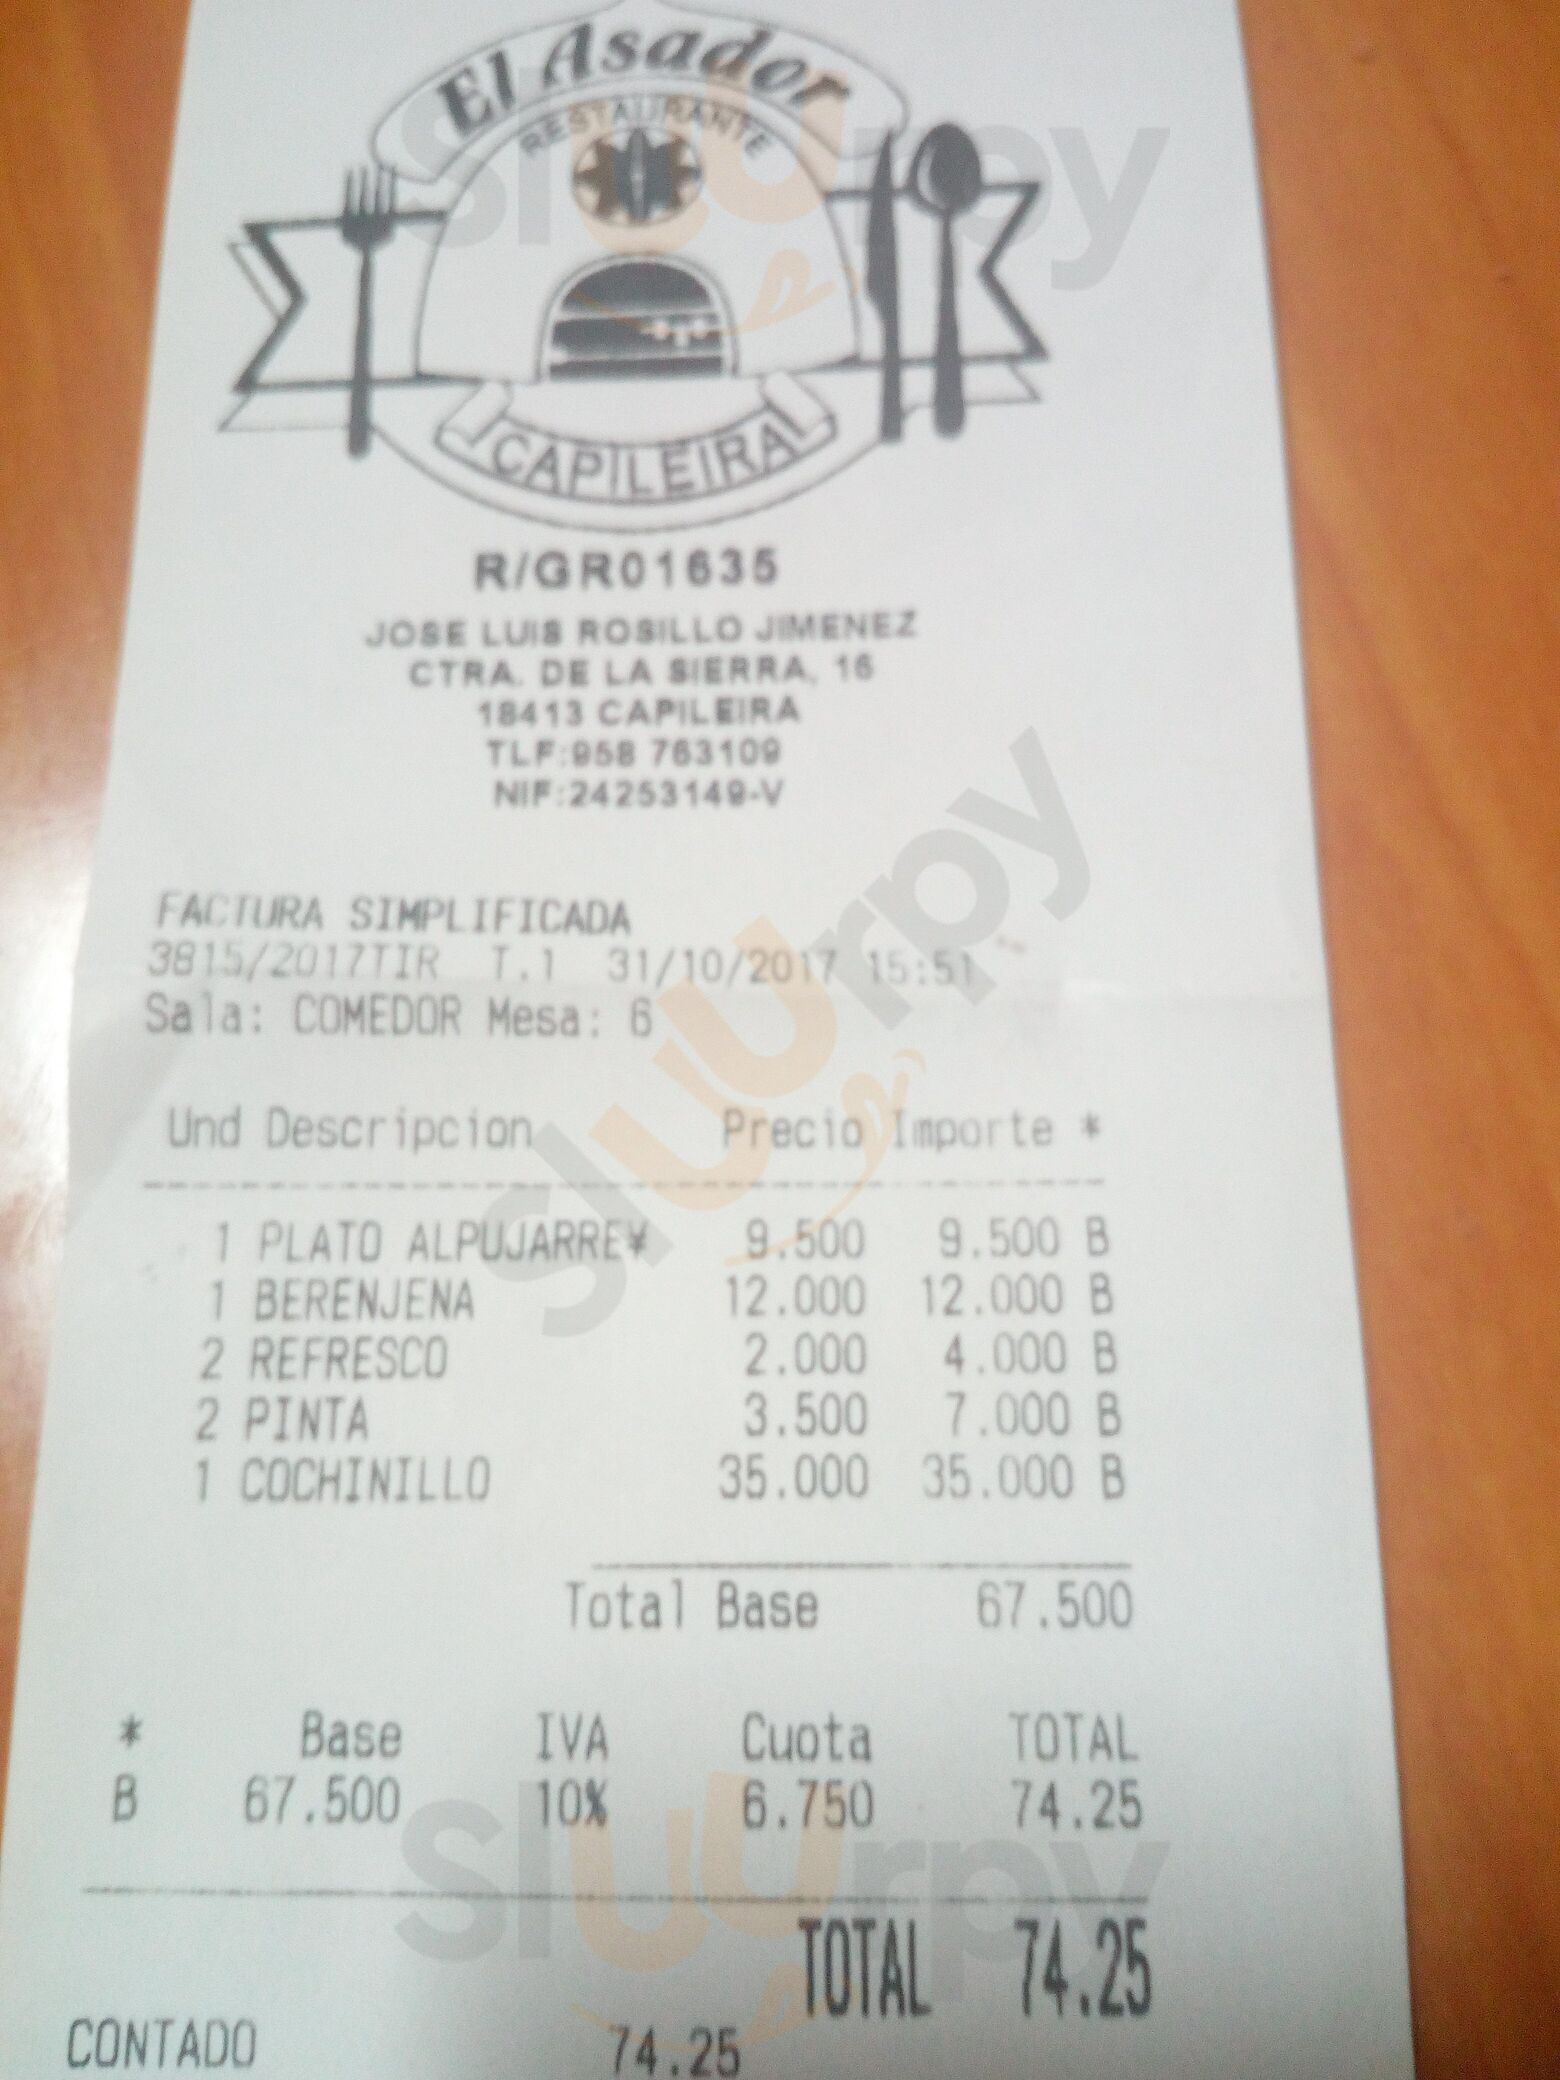 El Asador
RESTAURANTE
CAPILEIRA
R/GR01635
JOSE LUIS ROSILLO JIMENEZ
CTRA. DE LA SIERRA, 16
18413 CAPILEIRA
TLF:958 763109
NIF:24253149-V
FACTURA SIMPLIFICADA
3815/2017TIR T.1 31/10/2017 15:51
Sala: COMEDOR Mesa: 6
Und Descripcion Precio Importe *
1 PLATO ALPUJARRE¥ 9.500 9.500 B
1 BERENJENA 12.000 12.000 B
2 REFRESCO 2.000 4.000 B
2 PINTA 3.500 7.000 B
1 COCHINILLO 35.000 35.000 B
Total Base 67.500
* Base IVA Cuota TOTAL
B 67.500 10% 6.750 74.25
TOTAL 74.25
CONTADO 74.25
sluurpy
sluurpy
sluurpy